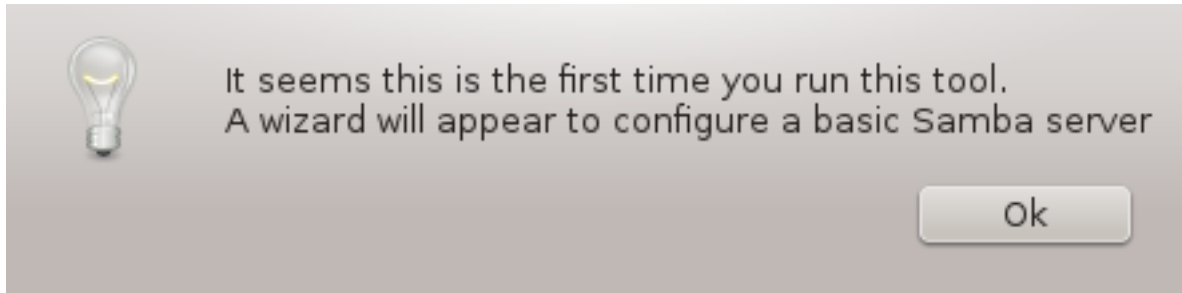 It seems this is the first time you run this tool.
A wizard will appear to configure a basic Samba server
Ok